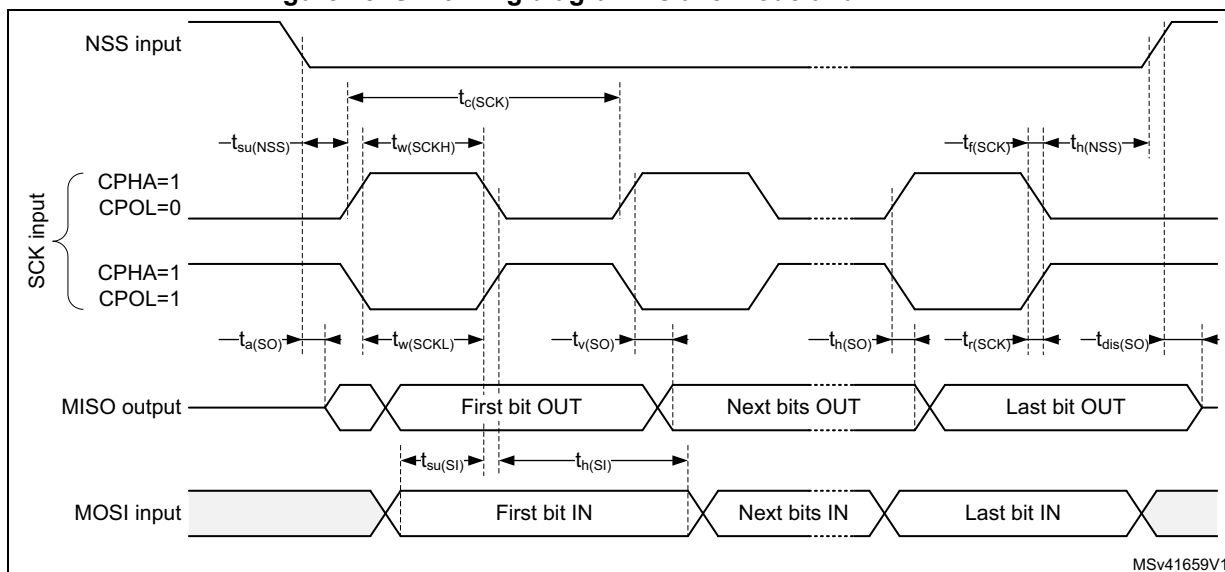 NSS input
tc(SCK)
tsu(NSS) tw(SCKH) tf(SCK) th(NSS)
SCK input
CPHA=1
CPOL=0
CPHA=1
CPOL=1
ta(SO) tw(SCKL) tv(SO) th(SO) tr(SCK) tdis(SO)
MISO output First bit OUT Next bits OUT Last bit OUT
tsu(SI) th(SI)
MOSI input First bit IN Next bits IN Last bit IN
MSv41659V1